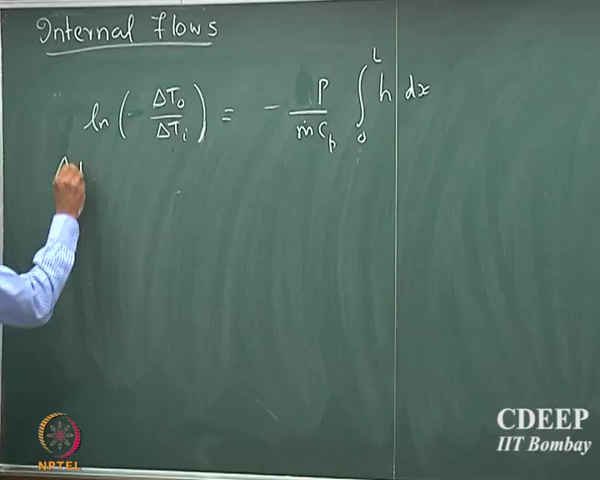 Internal Flows
ln (- ΔT₀/ΔTᵢ) = - P/ṁCₚ ∫₀ᴸ h dx
CDEEP
IIT Bombay
NPTEL